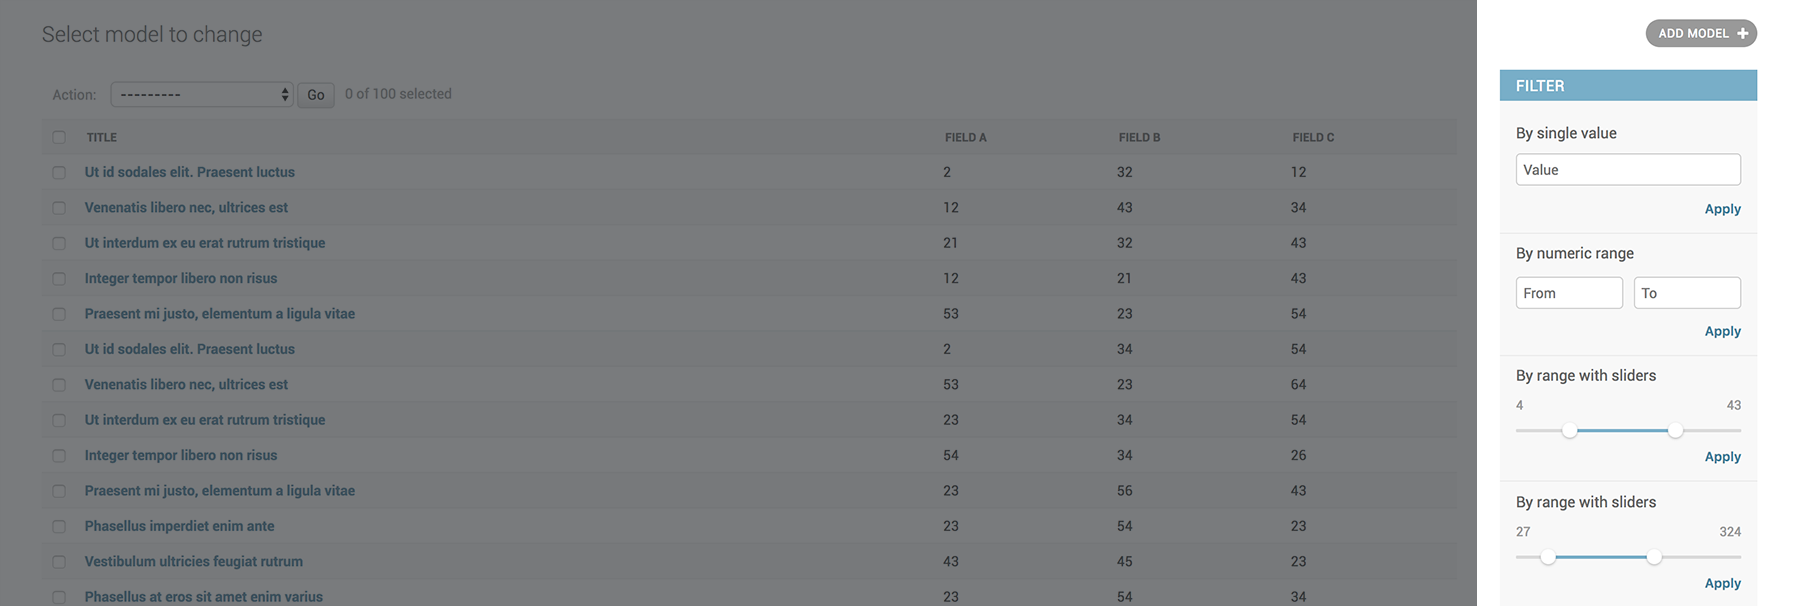 Select model to change
ADD MODEL +
Action: --------- Go 0 of 100 selected
TITLE FIELD A FIELD B FIELD C
Ut id sodales elit. Praesent luctus 2 32 12
Venenatis libero nec, ultrices est 12 43 34
Ut interdum ex eu erat rutrum tristique 21 32 43
Integer tempor libero non risus 12 21 43
Praesent mi justo, elementum a ligula vitae 53 23 54
Ut id sodales elit. Praesent luctus 2 34 54
Venenatis libero nec, ultrices est 53 23 64
Ut interdum ex eu erat rutrum tristique 23 34 54
Integer tempor libero non risus 54 34 26
Praesent mi justo, elementum a ligula vitae 23 56 43
Phasellus imperdiet enim ante 23 54 23
Vestibulum ultricies feugiat rutrum 43 45 23
Phasellus at eros sit amet enim varius 23 54 34
FILTER
By single value
Value
Apply
By numeric range
From To
Apply
By range with sliders
4 43
Apply
By range with sliders
27 324
Apply